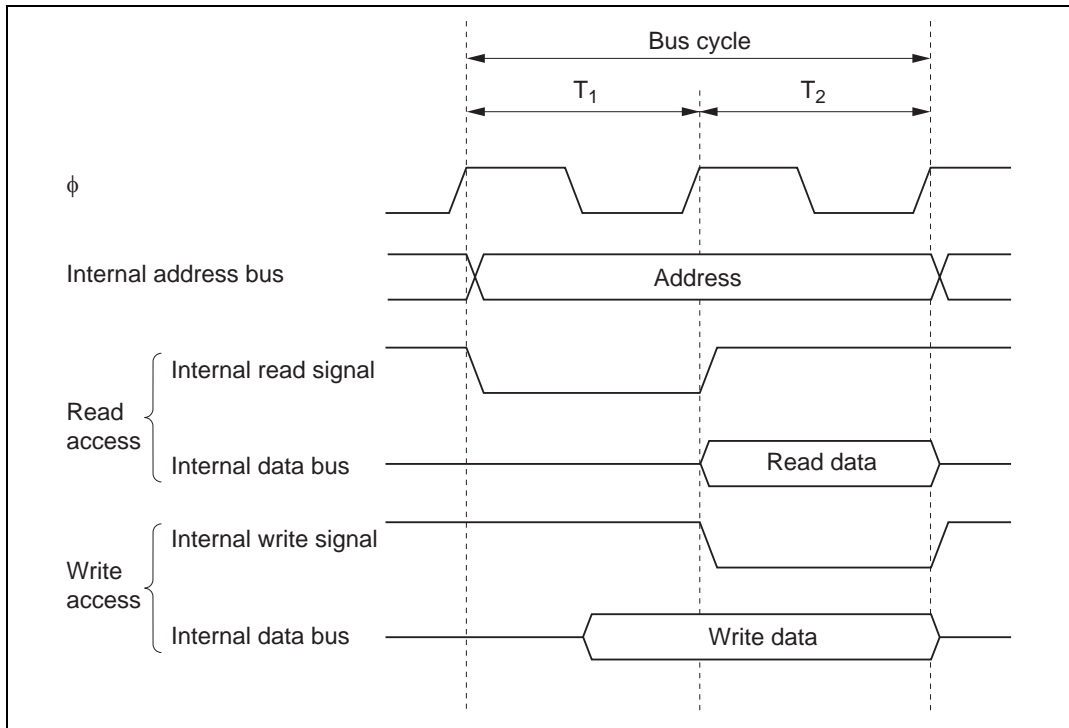 Bus cycle
T1
T2
ϕ
Internal address bus
Address
Read
access
Internal read signal
Internal data bus
Read data
Write
access
Internal write signal
Internal data bus
Write data